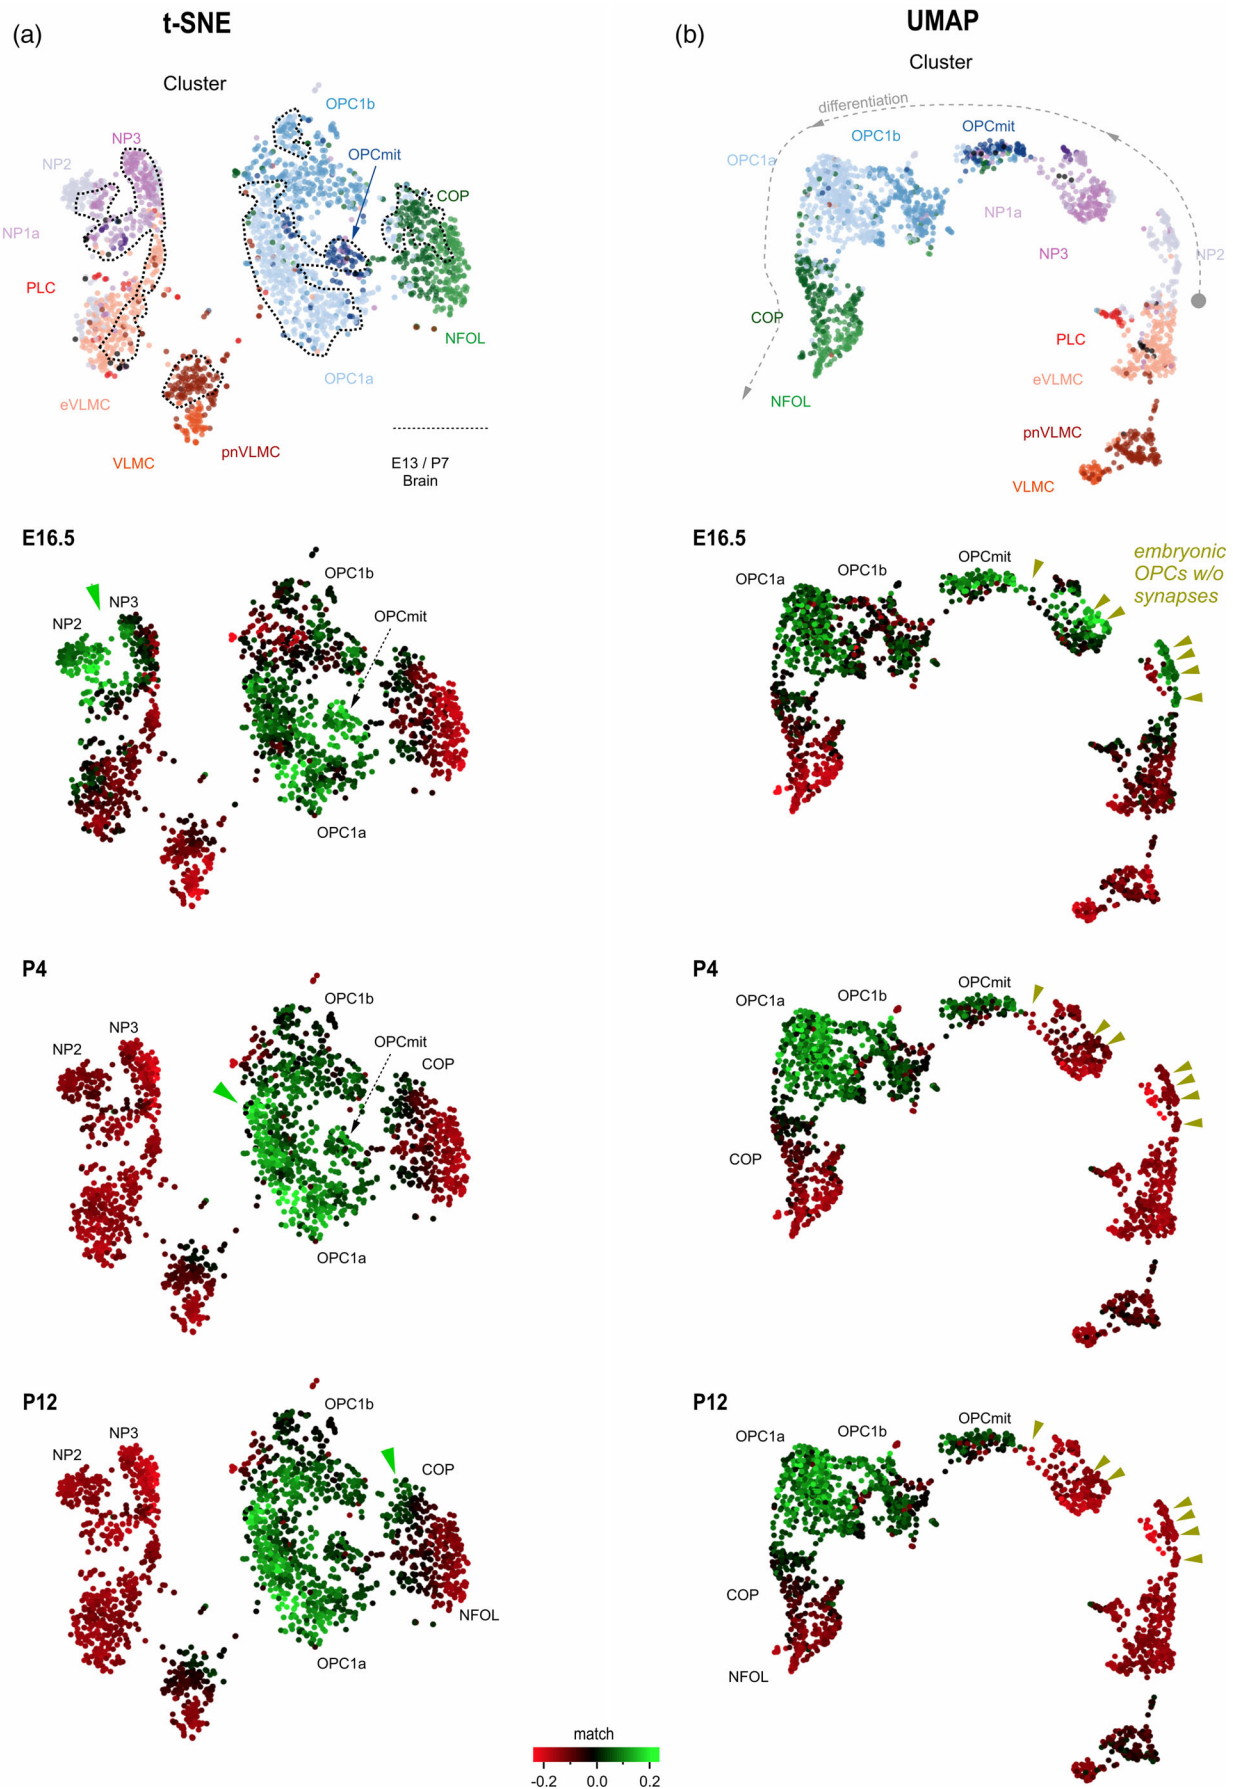 (a)
t-SNE
Cluster
OPC1b
NP3
OPCmit
NP2
COP
NP1a
PLC
NFOL
OPC1a
eVLMC
pnVLMC
VLMC
E13 / P7
Brain
E16.5
OPC1b
NP3
OPCmit
NP2
OPC1a
P4
OPC1b
NP3
OPCmit
NP2
COP
OPC1a
P12
OPC1b
NP3
NP2
COP
NFOL
OPC1a
match
-0.2 0.0 0.2
(b)
UMAP
Cluster
differentiation
OPCmit
OPC1b
OPC1a
NP1a
NP3
NP2
COP
PLC
eVLMC
NFOL
pnVLMC
VLMC
E16.5
embryonic
OPCs w/o
synapses
OPCmit
OPC1b
OPC1a
P4
OPCmit
OPC1b
OPC1a
COP
P12
OPCmit
OPC1b
OPC1a
COP
NFOL